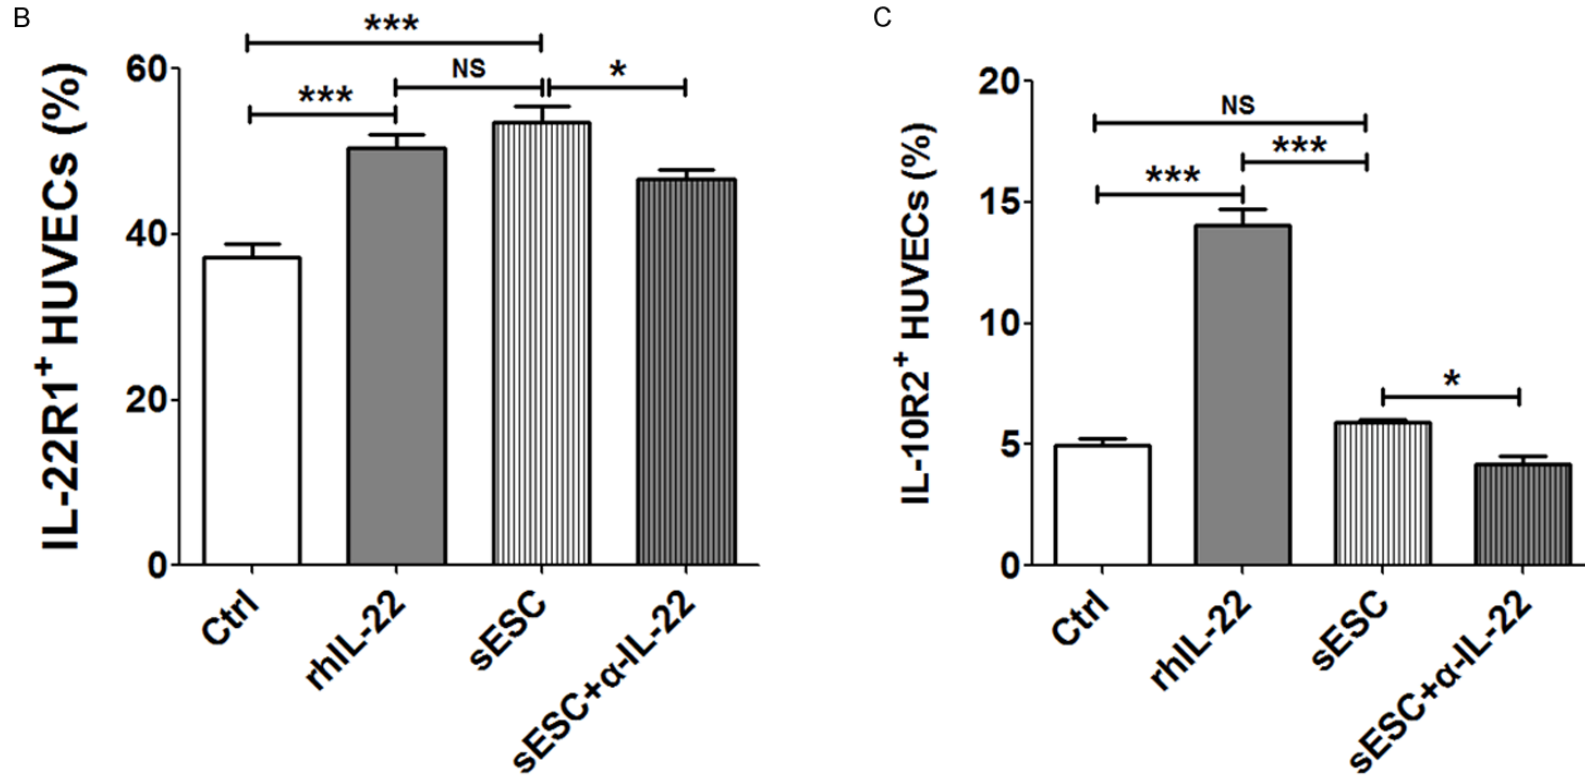 B
***
NS
*
***
IL-22R1+ HUVECs (%)
60
40
20
0
Ctrl
rhIL-22
sESC
sESC+α-IL-22
C
NS
***
***
*
IL-10R2+ HUVECs (%)
20
15
10
5
0
Ctrl
rhIL-22
sESC
sESC+α-IL-22